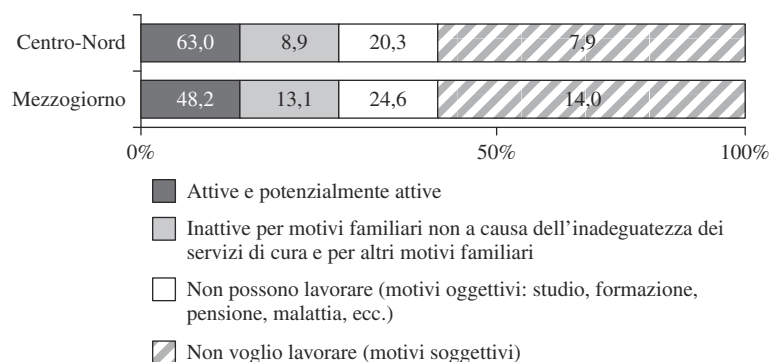 Centro-Nord 63,0 8,9 20,3 7,9
Mezzogiorno 48,2 13,1 24,6 14,0
0% 50% 100%
Attive e potenzialmente attive
Inattive per motivi familiari non a causa dell’inadeguatezza dei
servizi di cura e per altri motivi familiari
Non possono lavorare (motivi oggettivi: studio, formazione,
pensione, malattia, ecc.)
Non voglio lavorare (motivi soggettivi)